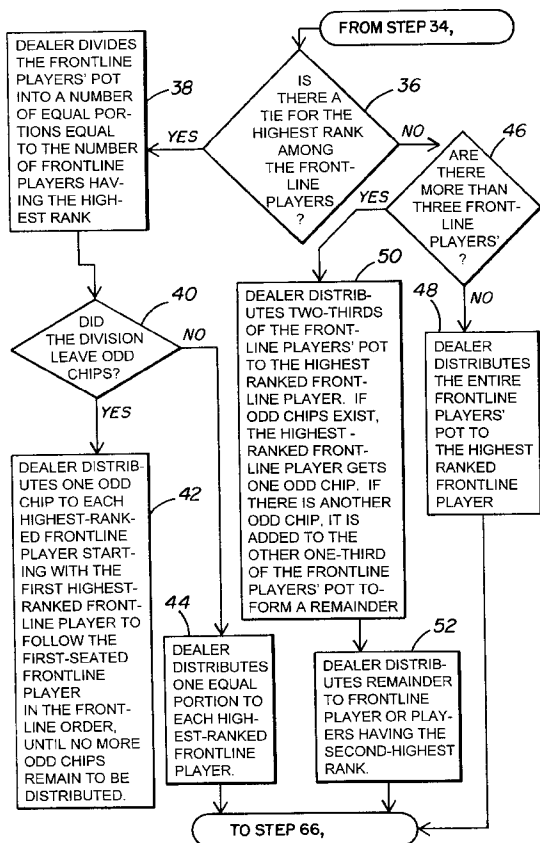 FROM STEP 34,
DEALER DIVIDES
THE FRONTLINE
PLAYERS' POT
INTO A NUMBER
OF EQUAL POR-
TIONS EQUAL
TO THE NUMBER
OF FRONTLINE
PLAYERS HAV-
ING THE HIGH-
EST RANK
38
YES
IS
THERE A
TIE FOR THE
HIGHEST RANK
AMONG
THE FRONT-
LINE
PLAYERS
?
36
NO
46
ARE
THERE
MORE THAN
THREE FRONT-
LINE
PLAYERS'
?
YES
NO
40
DID
THE DIVISION
LEAVE ODD
CHIPS?
NO
YES
50
DEALER DISTRIB-
UTES TWO-THIRDS
OF THE FRONT-
LINE PLAYERS' POT
TO THE HIGHEST
RANKED FRONT-
LINE PLAYER. IF
ODD CHIPS EXIST,
THE HIGHEST -
RANKED FRONT-
LINE PLAYER GETS
ONE ODD CHIP. IF
THERE IS ANOTHER
ODD CHIP, IT IS
ADDED TO THE
OTHER ONE-THIRD
OF THE FRONTLINE
PLAYERS' POT TO-
FORM A REMAINDER
48
DEALER
DISTRIBUTES
THE ENTIRE
FRONTLINE
PLAYERS'
POT TO
THE HIGHEST
RANKED
FRONTLINE
PLAYER
DEALER DISTRIB-
UTES ONE ODD
CHIP TO EACH
HIGHEST-RANK-
ED FRONTLINE
PLAYER START-
ING WITH THE
FIRST HIGHEST-
RANKED FRONT-
LINE PLAYER TO
FOLLOW THE
FIRST-SEATED
FRONTLINE
PLAYER
IN THE FRONT-
LINE ORDER,
UNTIL NO MORE
ODD CHIPS
REMAIN TO BE
DISTRIBUTED.
42
44
DEALER
DISTRIBUTES
ONE EQUAL
PORTION TO
EACH HIGH-
EST-RANKED
FRONTLINE
PLAYER.
52
DEALER DISTRIB-
UTES REMAINDER
TO FRONTLINE
PLAYER OR PLAY-
ERS HAVING THE
SECOND-HIGHEST
RANK.
TO STEP 66,